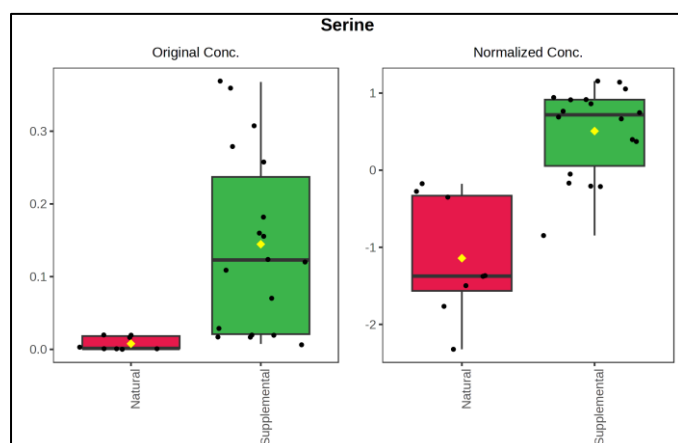 Serine
Original Conc.
Normalized Conc.
0.3
0.2
0.1
0.0
1
0
-1
-2
Natural
Supplemental
Natural
Supplemental